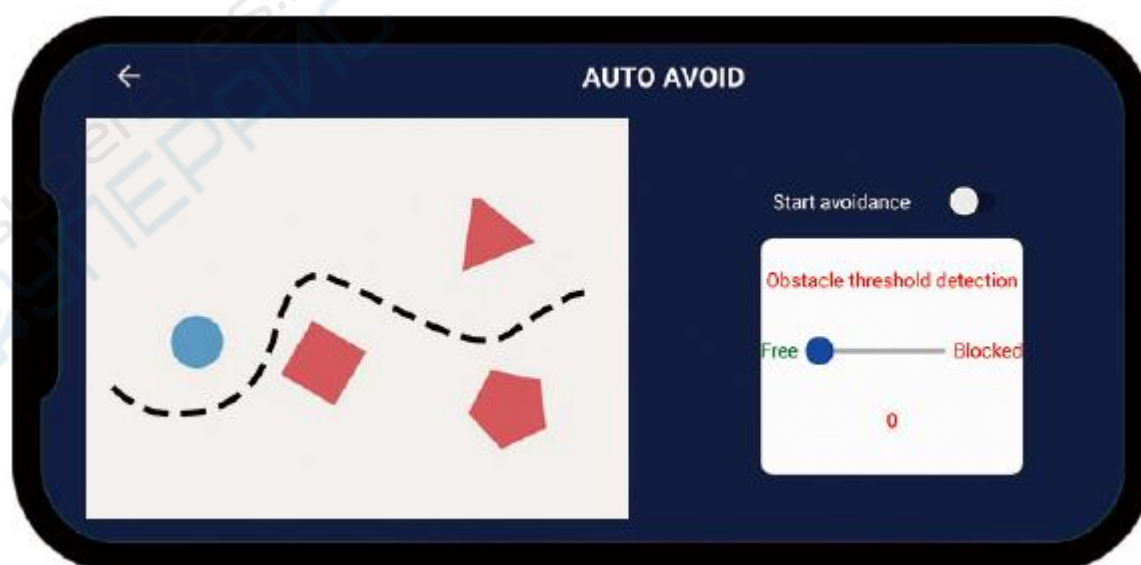 AUTO AVOID
Start avoidance
Obstacle threshold detection
Free
Blocked
0